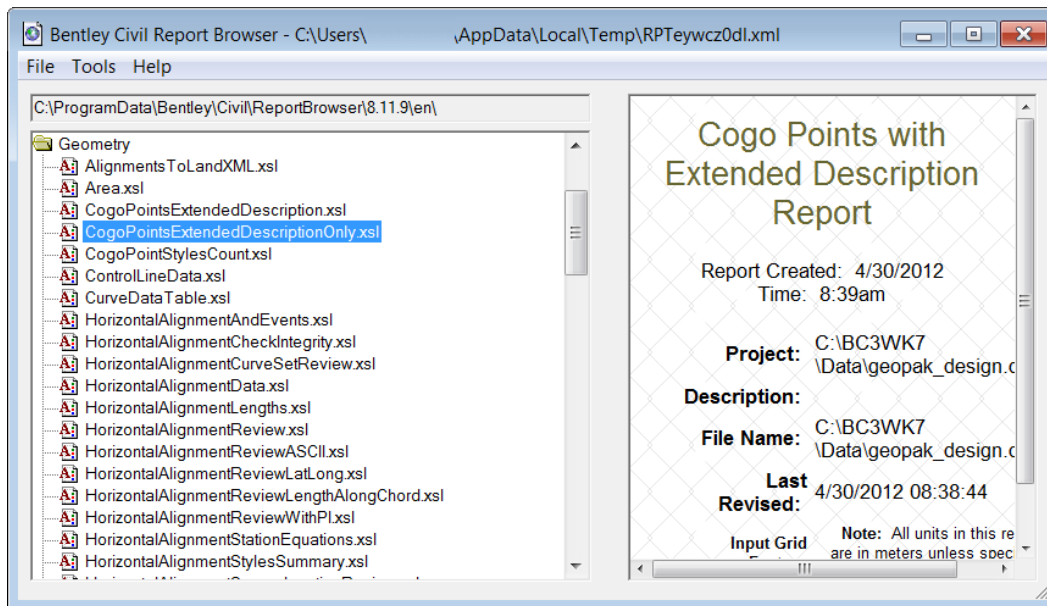 Bentley Civil Report Browser - C:\Users\ ,AppData\Local\Temp\RPTeywcz0dI.xml
File Tools Help
C:\ProgramData\Bentley\Civil\ReportBrowser\8.11.9\en\
Geometry
AlignmentsToLandXML.xsl
Area.xsl
CogoPointsExtendedDescription.xsl
CogoPointsExtendedDescriptionOnly.xsl
CogoPointStylesCount.xsl
ControlLineData.xsl
CurveDataTable.xsl
HorizontalAlignmentAndEvents.xsl
HorizontalAlignmentCheckIntegrity.xsl
HorizontalAlignmentCurveSetReview.xsl
HorizontalAlignmentData.xsl
HorizontalAlignmentLengths.xsl
HorizontalAlignmentReview.xsl
HorizontalAlignmentReviewASCII.xsl
HorizontalAlignmentReviewLatLong.xsl
HorizontalAlignmentReviewLengthAlongChord.xsl
HorizontalAlignmentReviewWithPI.xsl
HorizontalAlignmentStationEquations.xsl
HorizontalAlignmentStylesSummary.xsl
Cogo Points with
Extended Description
Report
Report Created: 4/30/2012
Time: 8:39am
Project: C:\BC3WK7
\Data\geopak_design.
Description:
File Name: C:\BC3WK7
\Data\geopak_design.
Last
Revised: 4/30/2012 08:38:44
Input Grid
Note: All units in this re
are in meters unless spec